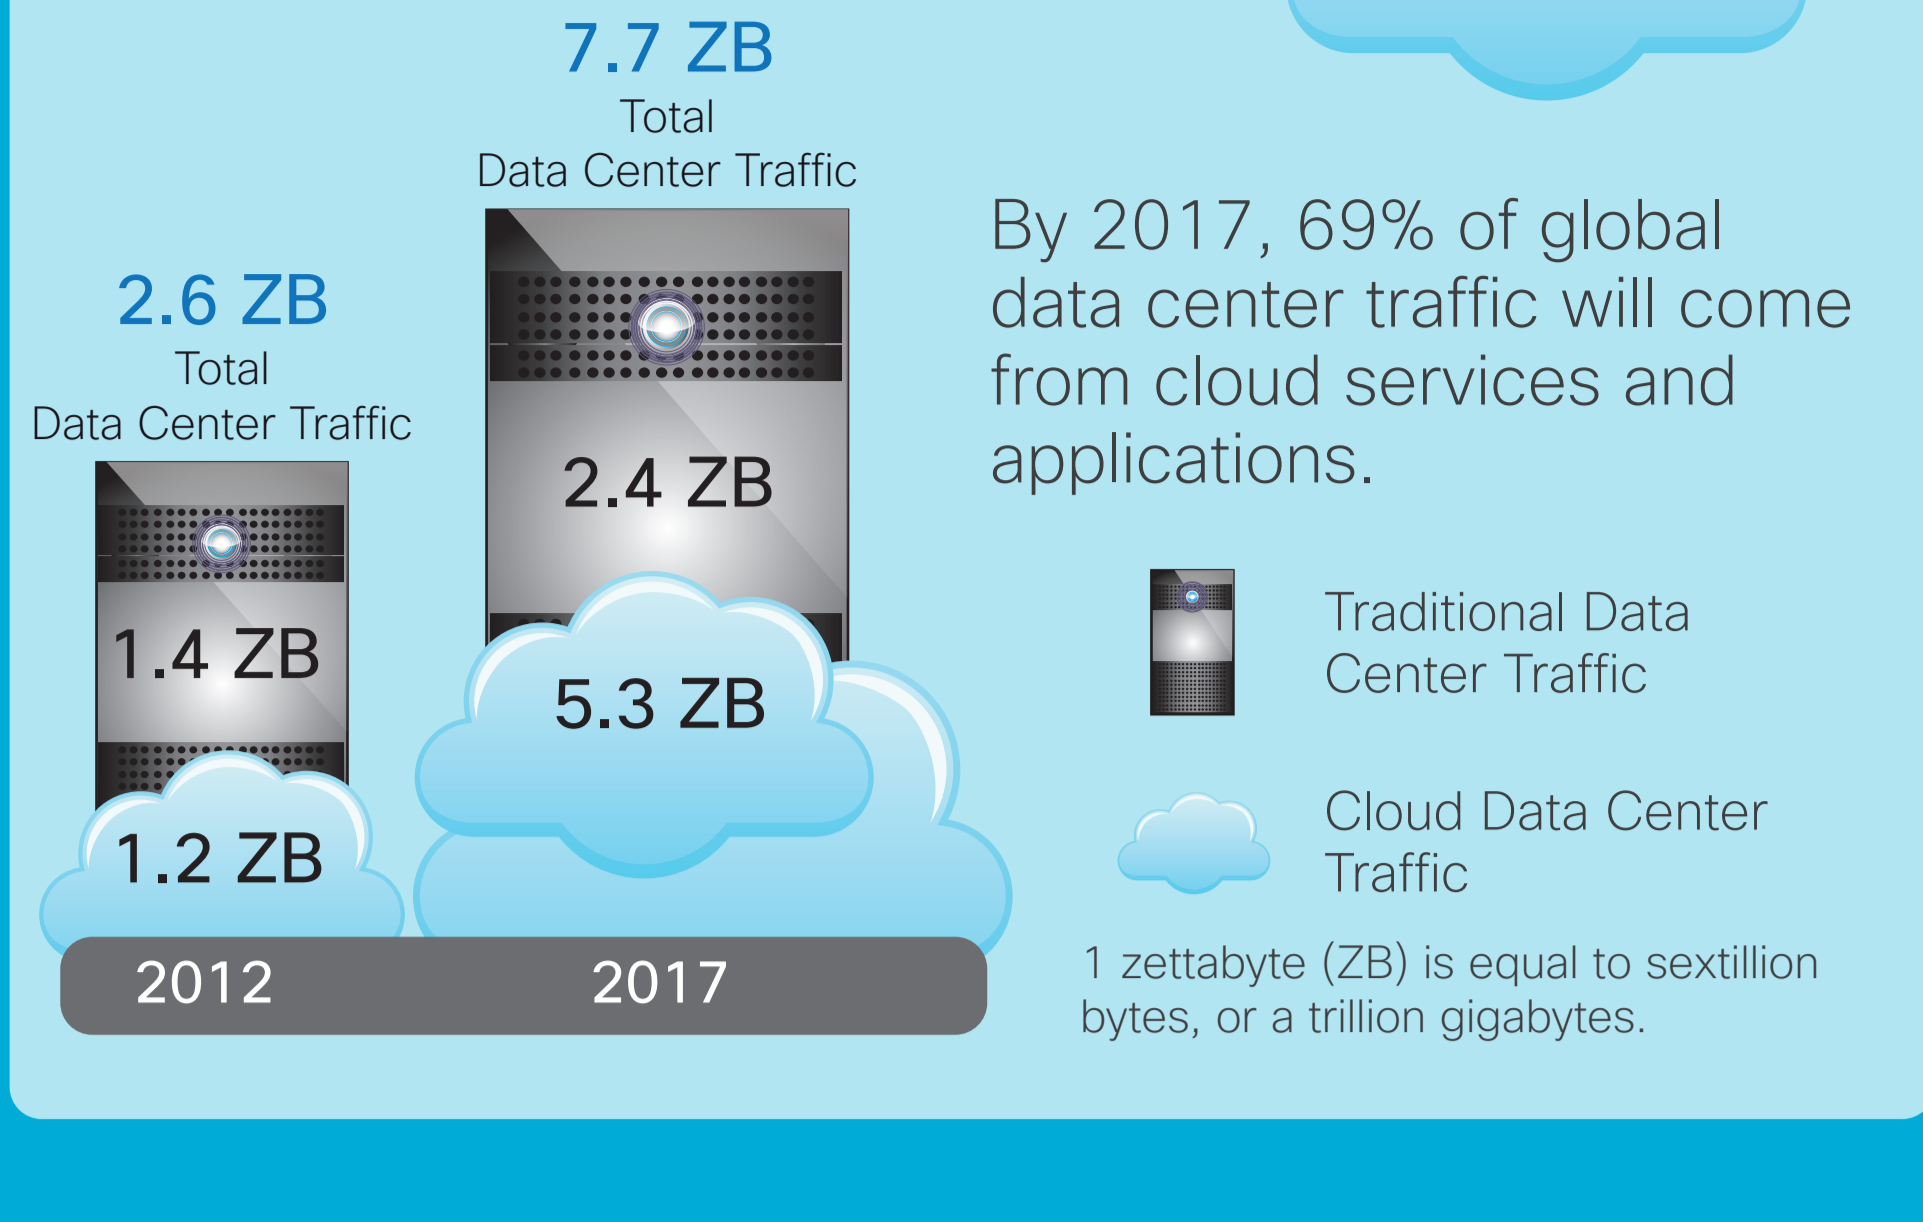 7.7 ZB
Total
Data Center Traffic
2.6 ZB
Total
Data Center Traffic
2.4 ZB
1.4 ZB
5.3 ZB
1.2 ZB
2012
2017
By 2017, 69% of global
data center traffic will come
from cloud services and
applications.
Traditional Data
Center Traffic
Cloud Data Center
Traffic
1 zettabyte (ZB) is equal to sextillion
bytes, or a trillion gigabytes.